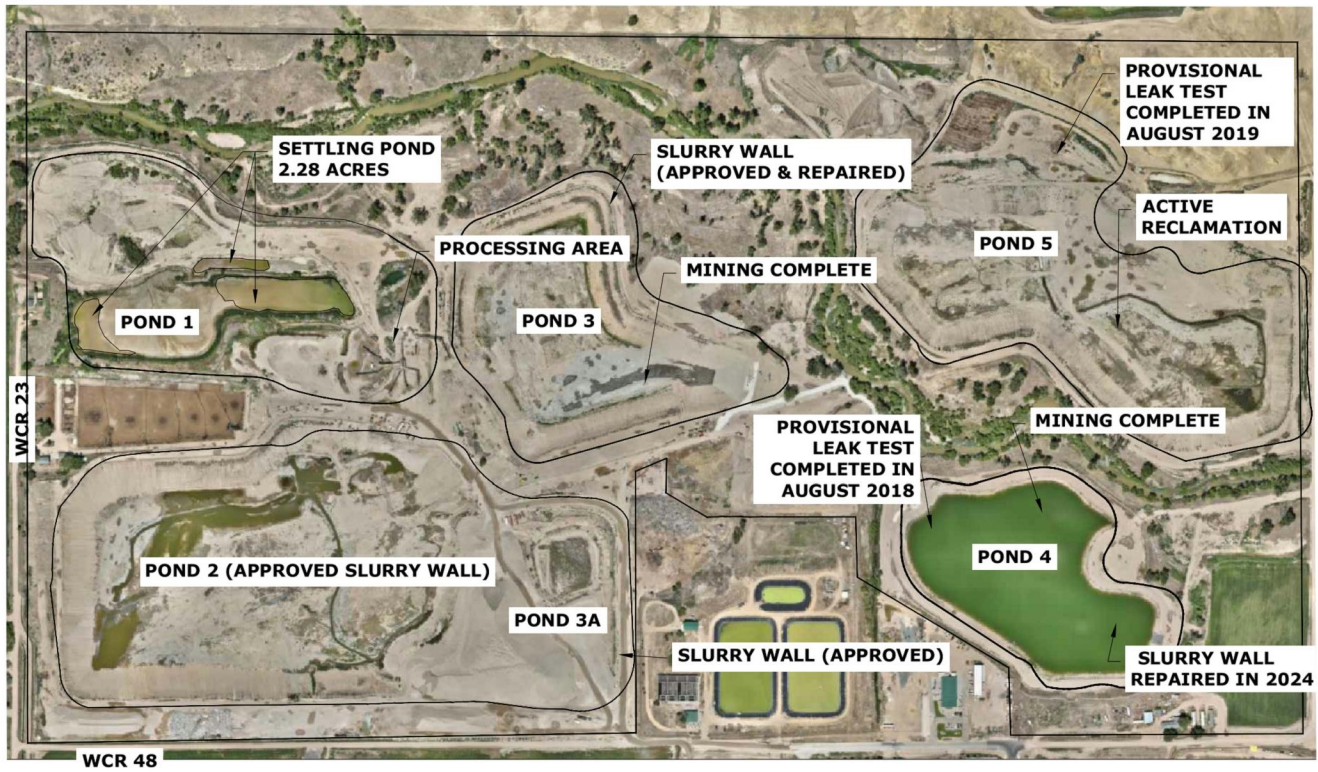 PROVISIONAL
LEAK TEST
COMPLETED IN
AUGUST 2019
SETTLING POND
2.28 ACRES
SLURRY WALL
(APPROVED & REPAIRED)
ACTIVE
RECLAMATION
PROCESSING AREA
POND 5
MINING COMPLETE
POND 1
POND 3
WCR 23
MINING COMPLETE
PROVISIONAL
LEAK TEST
COMPLETED IN
AUGUST 2018
POND 4
POND 2 (APPROVED SLURRY WALL)
POND 3A
SLURRY WALL (APPROVED)
SLURRY WALL
REPAIRED IN 2024
WCR 48